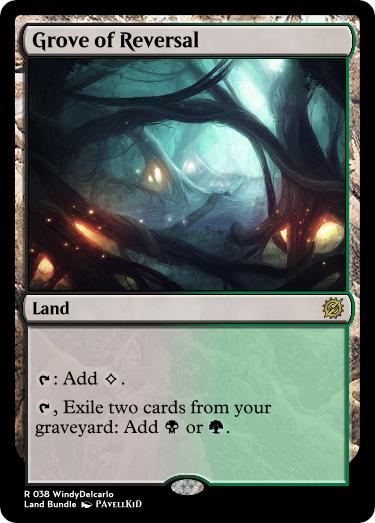 Grove of Reversal
Land
: Add .
, Exile two cards from your
graveyard: Add or .
R 038 WindyDelcarlo
Land Bundle PAVELLKID